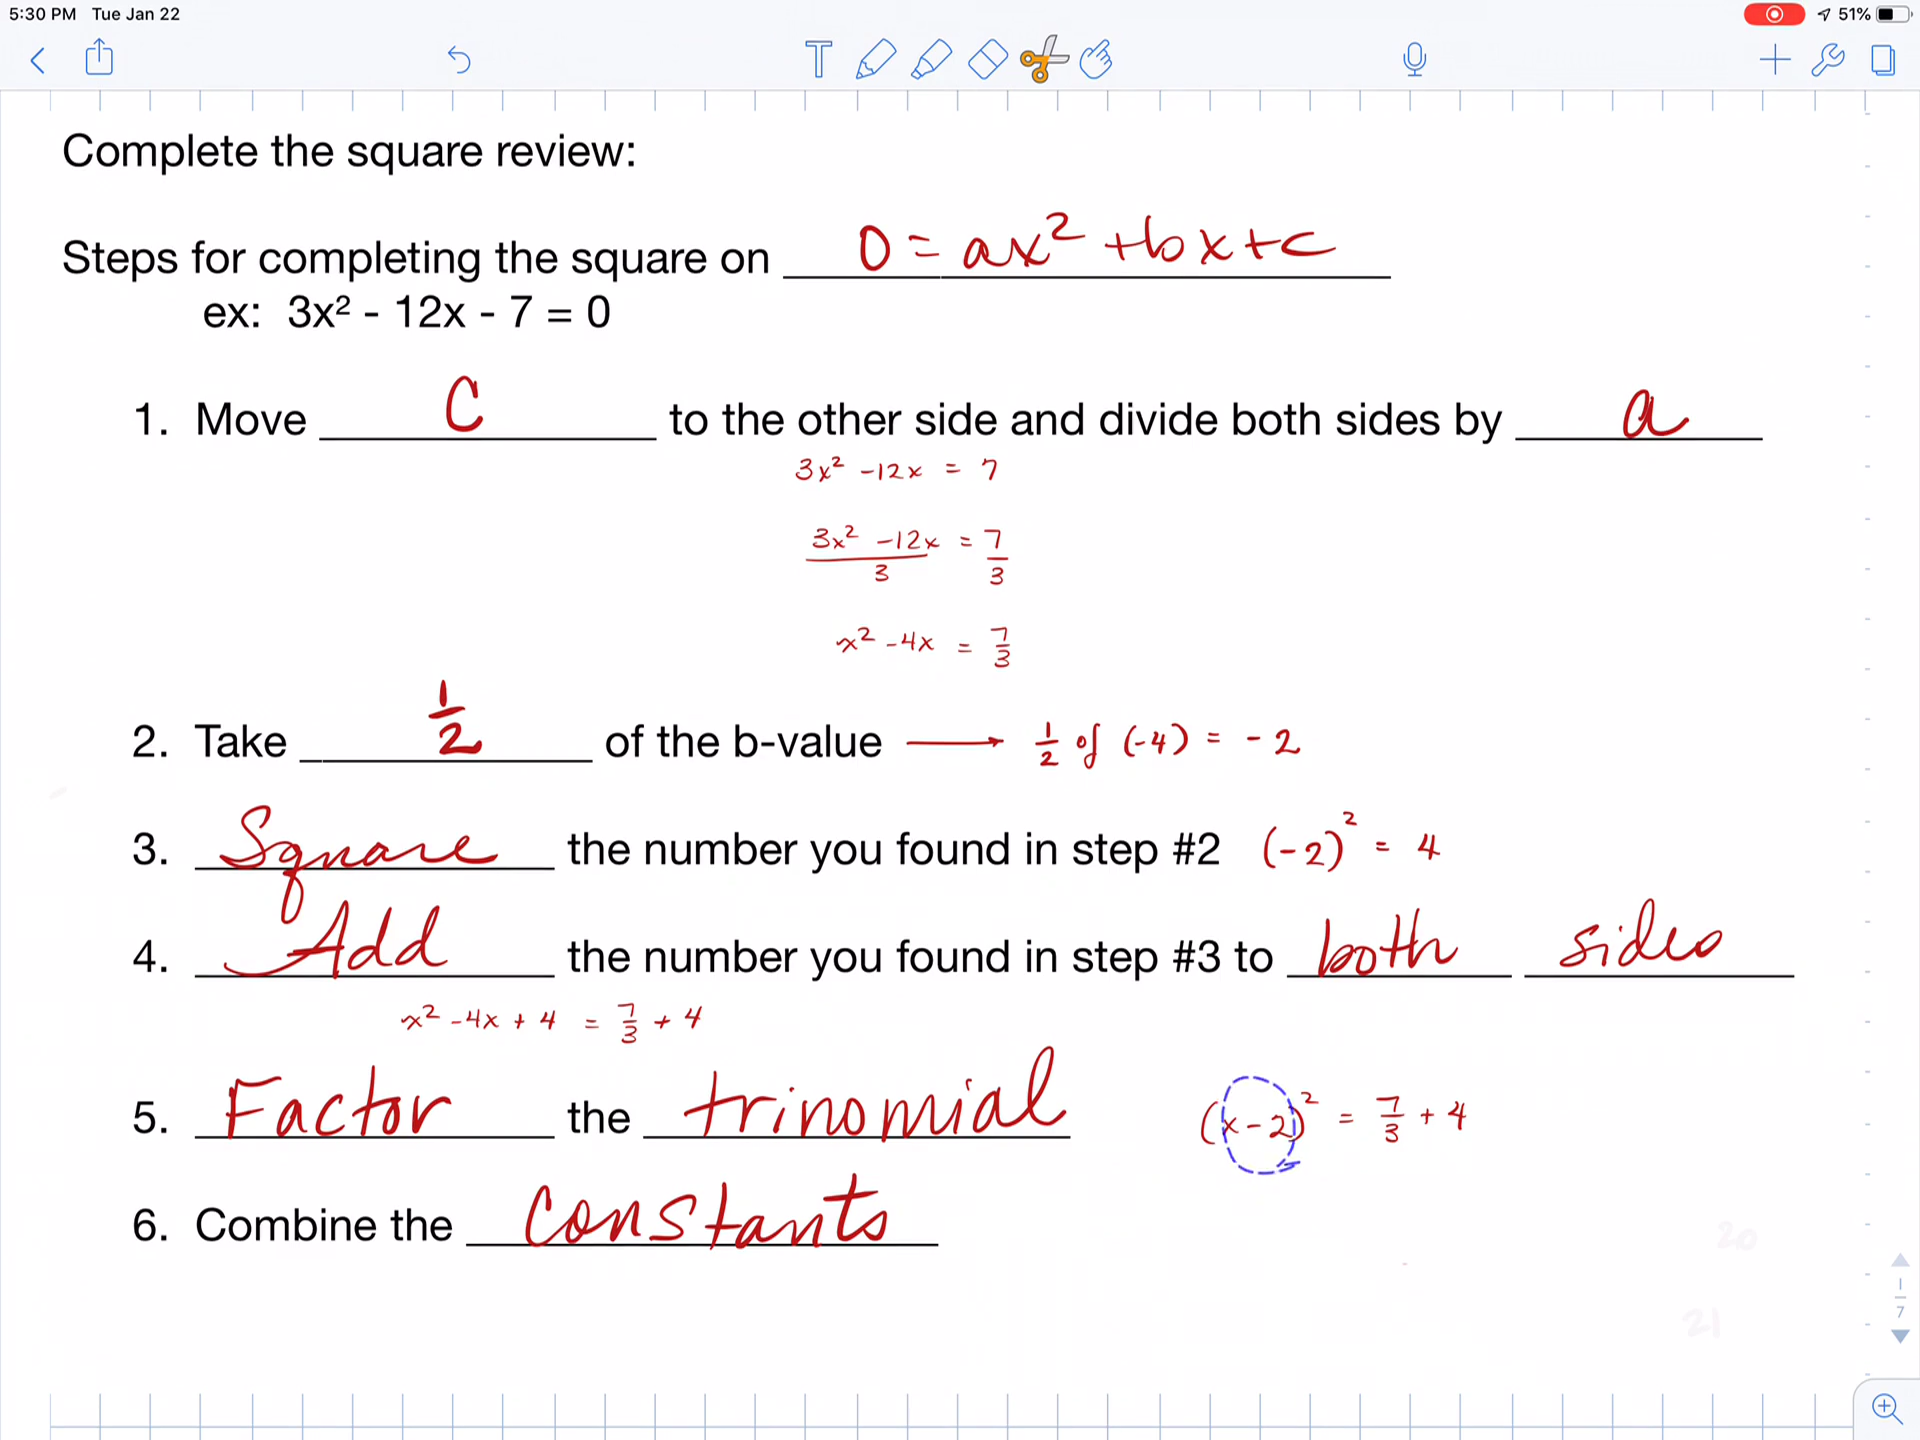 5:30 PM Tue Jan 22 51%
Complete the square review:
Steps for completing the square on 0 = ax² + bx + c
ex: 3x² - 12x - 7 = 0
1. Move C to the other side and divide both sides by a
3x² - 12x = 7
3x² - 12x / 3 = 7/3
x² - 4x = 7/3
2. Take 1/2 of the b-value → 1/2 of (-4) = -2
3. Square the number you found in step #2 (-2)² = 4
4. Add the number you found in step #3 to both sides
x² - 4x + 4 = 7/3 + 4
5. Factor the trinomial (x - 2)² = 7/3 + 4
6. Combine the constants
20
1/7
21